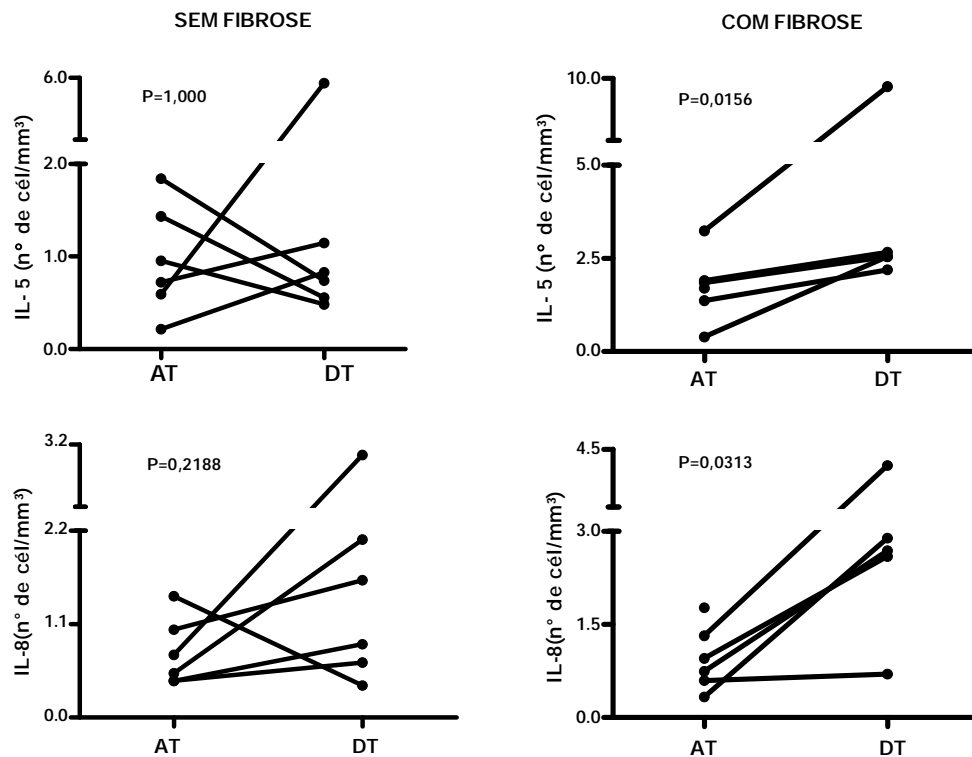 SEM FIBROSE
COM FIBROSE
IL- 5 (n° de cél/mm³)
6.0
2.0
1.0
0.0
P=1,000
AT
DT
IL- 5 (n° de cél/mm³)
10.0
5.0
2.5
0.0
P=0,0156
AT
DT
IL-8(n° de cél/mm³)
3.2
2.2
1.1
0.0
P=0,2188
AT
DT
IL-8(n° de cél/mm³)
4.5
3.0
1.5
0.0
P=0,0313
AT
DT